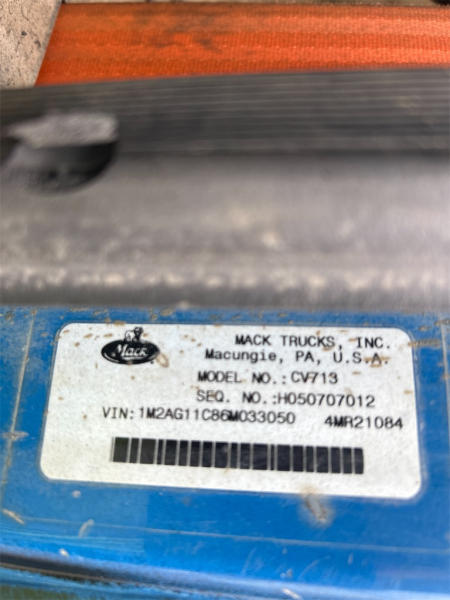 Mack
MACK TRUCKS, INC.
Macungie, PA, U.S.A.
MODEL NO.:CV713
SEQ. NO.:H050707012
VIN:1M2AG11C86M033050 4MR21084